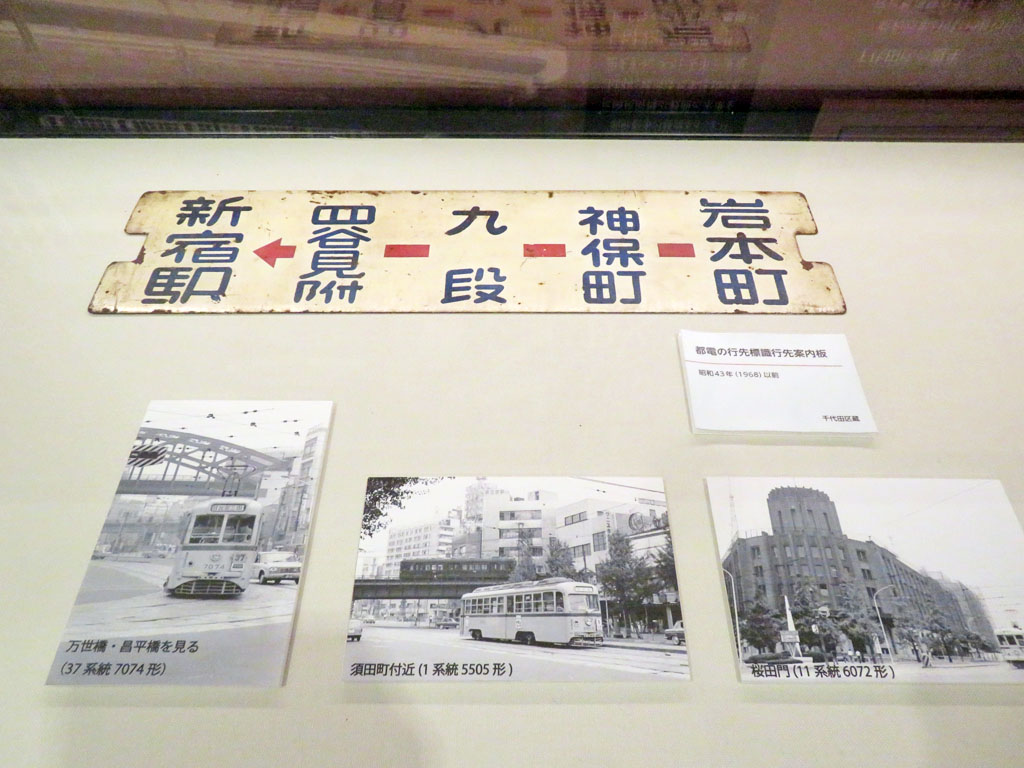 岩本町
神保町
九段
四谷見附
新宿駅
都電の行先標識行先案内板
昭和43年(1968)以前
千代田区蔵
万世橋・昌平橋を見る
(37系統7074形)
須田町付近(1系統5505形)
桜田門(11系統6072形)